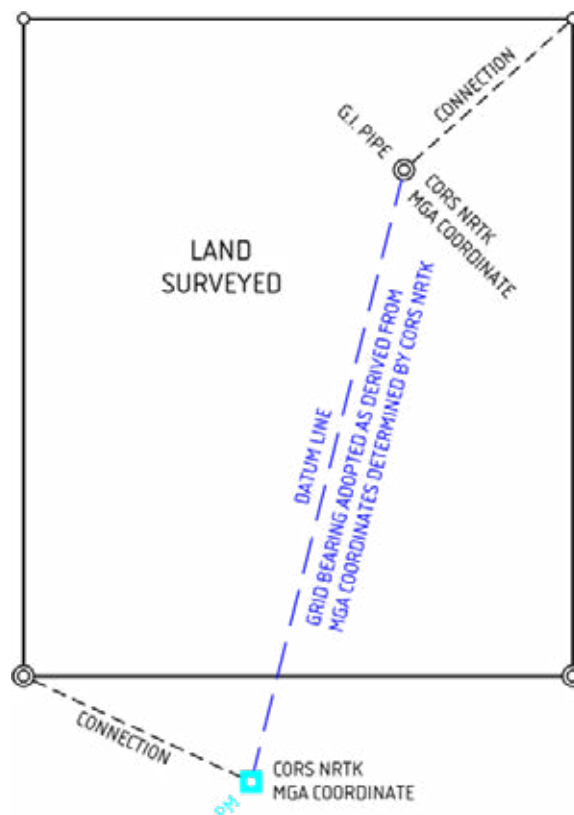 CONNECTION
G.I. PIPE
CORS NRTK
MGA COORDINATE
LAND
SURVEYED
DATUM LINE
GRID BEARING ADOPTED AS DERIVED FROM
MGA COORDINATES DETERMINED BY CORS NRTK
CONNECTION
CORS NRTK
MGA COORDINATE
PM